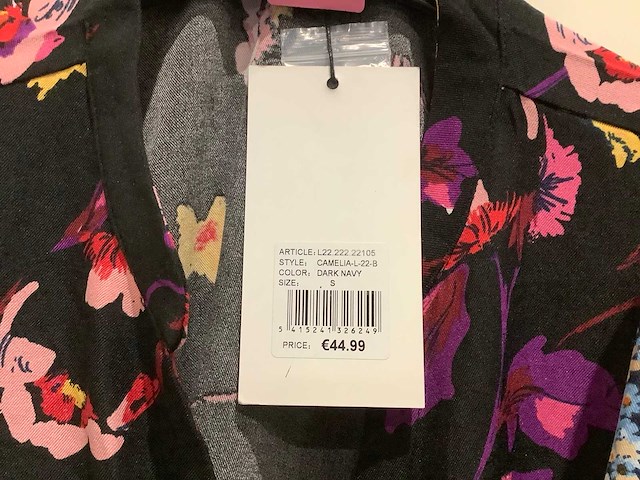 ARTICLE: L22.222.22105
STYLE: CAMELIA-L-22-B
COLOR: DARK NAVY
SIZE: S
5 415241 326249
PRICE: €44.99